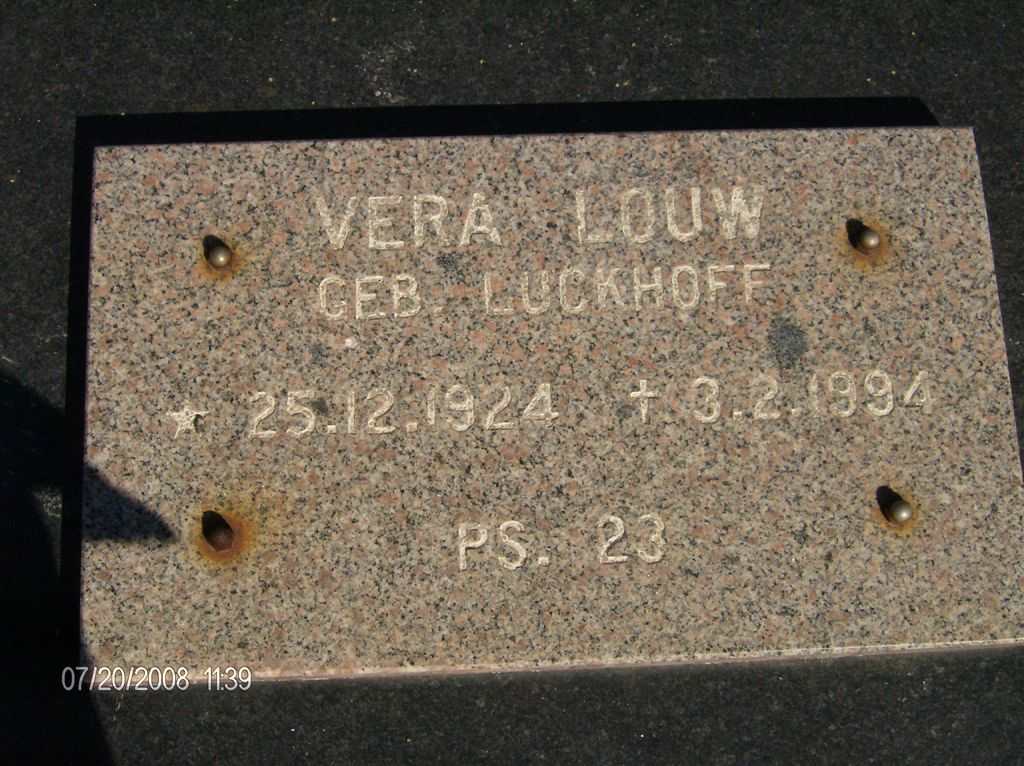 VERA LOUW
GEB. LUCKHOFF
★ 25.12.1924 ✝ 3.2.1994
PS. 23
07/20/2008 11:39